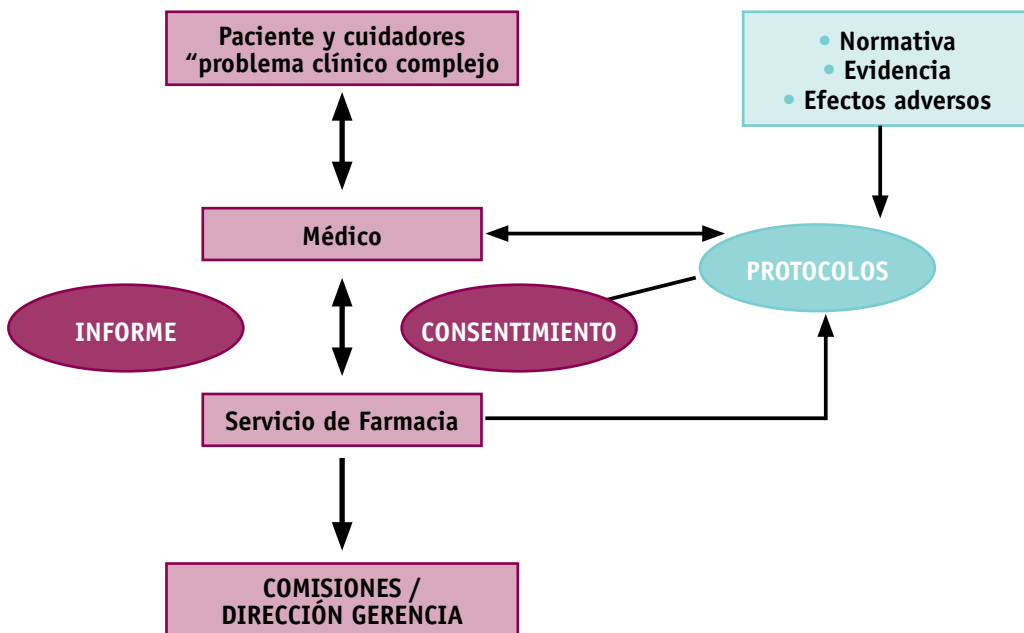 Paciente y cuidadores
“problema clínico complejo
• Normativa
• Evidencia
• Efectos adversos
Médico
PROTOCOLOS
INFORME
CONSENTIMIENTO
Servicio de Farmacia
COMISIONES /
DIRECCIÓN GERENCIA